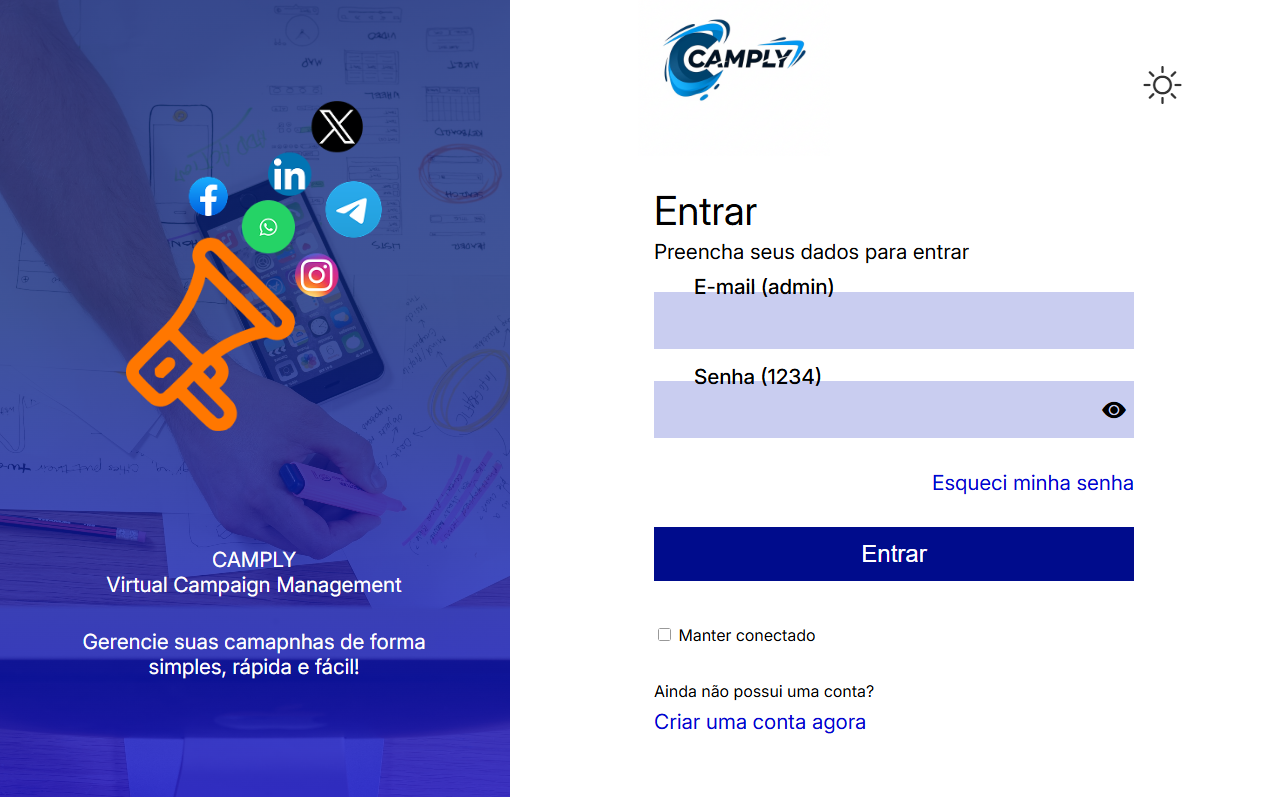 CAMPLY
Entrar
Preencha seus dados para entrar
E-mail (admin)
Senha (1234)
Esqueci minha senha
Entrar
Manter conectado
Ainda não possui uma conta?
Criar uma conta agora
in
CAMPLY
Virtual Campaign Management
Gerencie suas camapnhas de forma
simples, rápida e fácil!